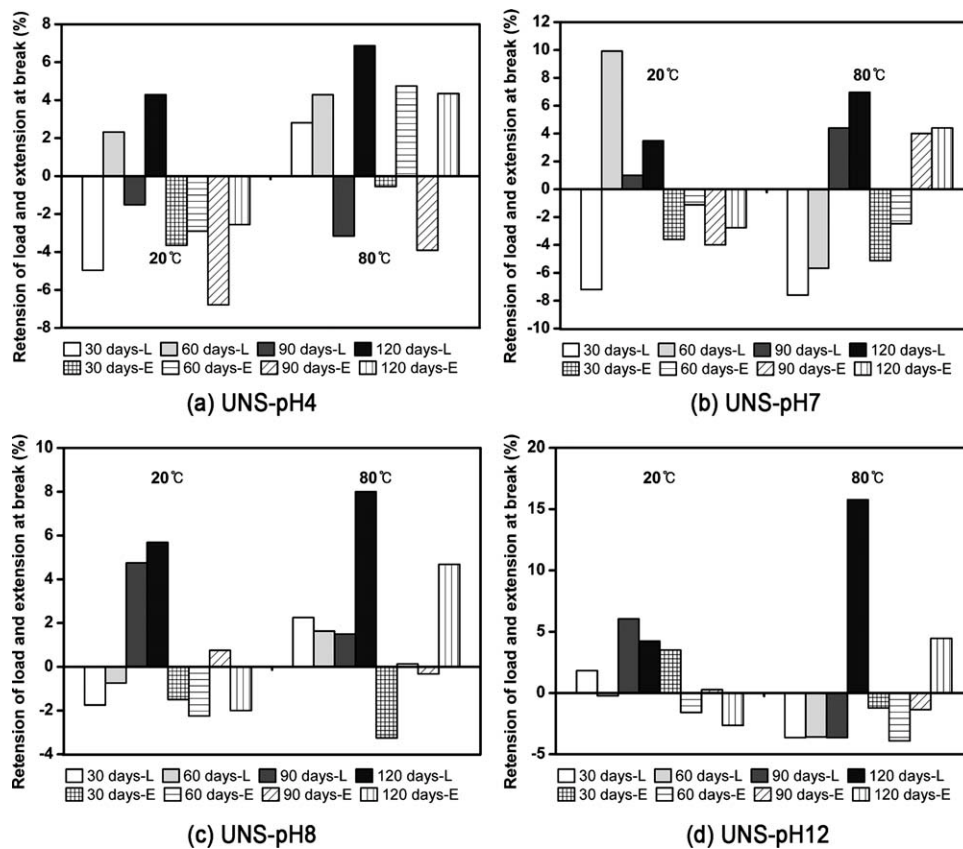 Retension of load and extension at break (%)
8
6
4
2
0
-2
-4
-6
-8
20℃
80℃
30 days-L 60 days-L 90 days-L 120 days-L
30 days-E 60 days-E 90 days-E 120 days-E
(a) UNS-pH4
Retension of load and extension at break (%)
12
10
8
6
4
2
0
-2
-4
-6
-8
-10
20℃
80℃
30 days-L 60 days-L 90 days-L 120 days-L
30 days-E 60 days-E 90 days-E 120 days-E
(b) UNS-pH7
Retension of load and extension at break (%)
10
8
6
4
2
0
-2
-4
20℃
80℃
30 days-L 60 days-L 90 days-L 120 days-L
30 days-E 60 days-E 90 days-E 120 days-E
(c) UNS-pH8
Retension of load and extension at break (%)
20
15
10
5
0
-5
20℃
80℃
30 days-L 60 days-L 90 days-L 120 days-L
30 days-E 60 days-E 90 days-E 120 days-E
(d) UNS-pH12